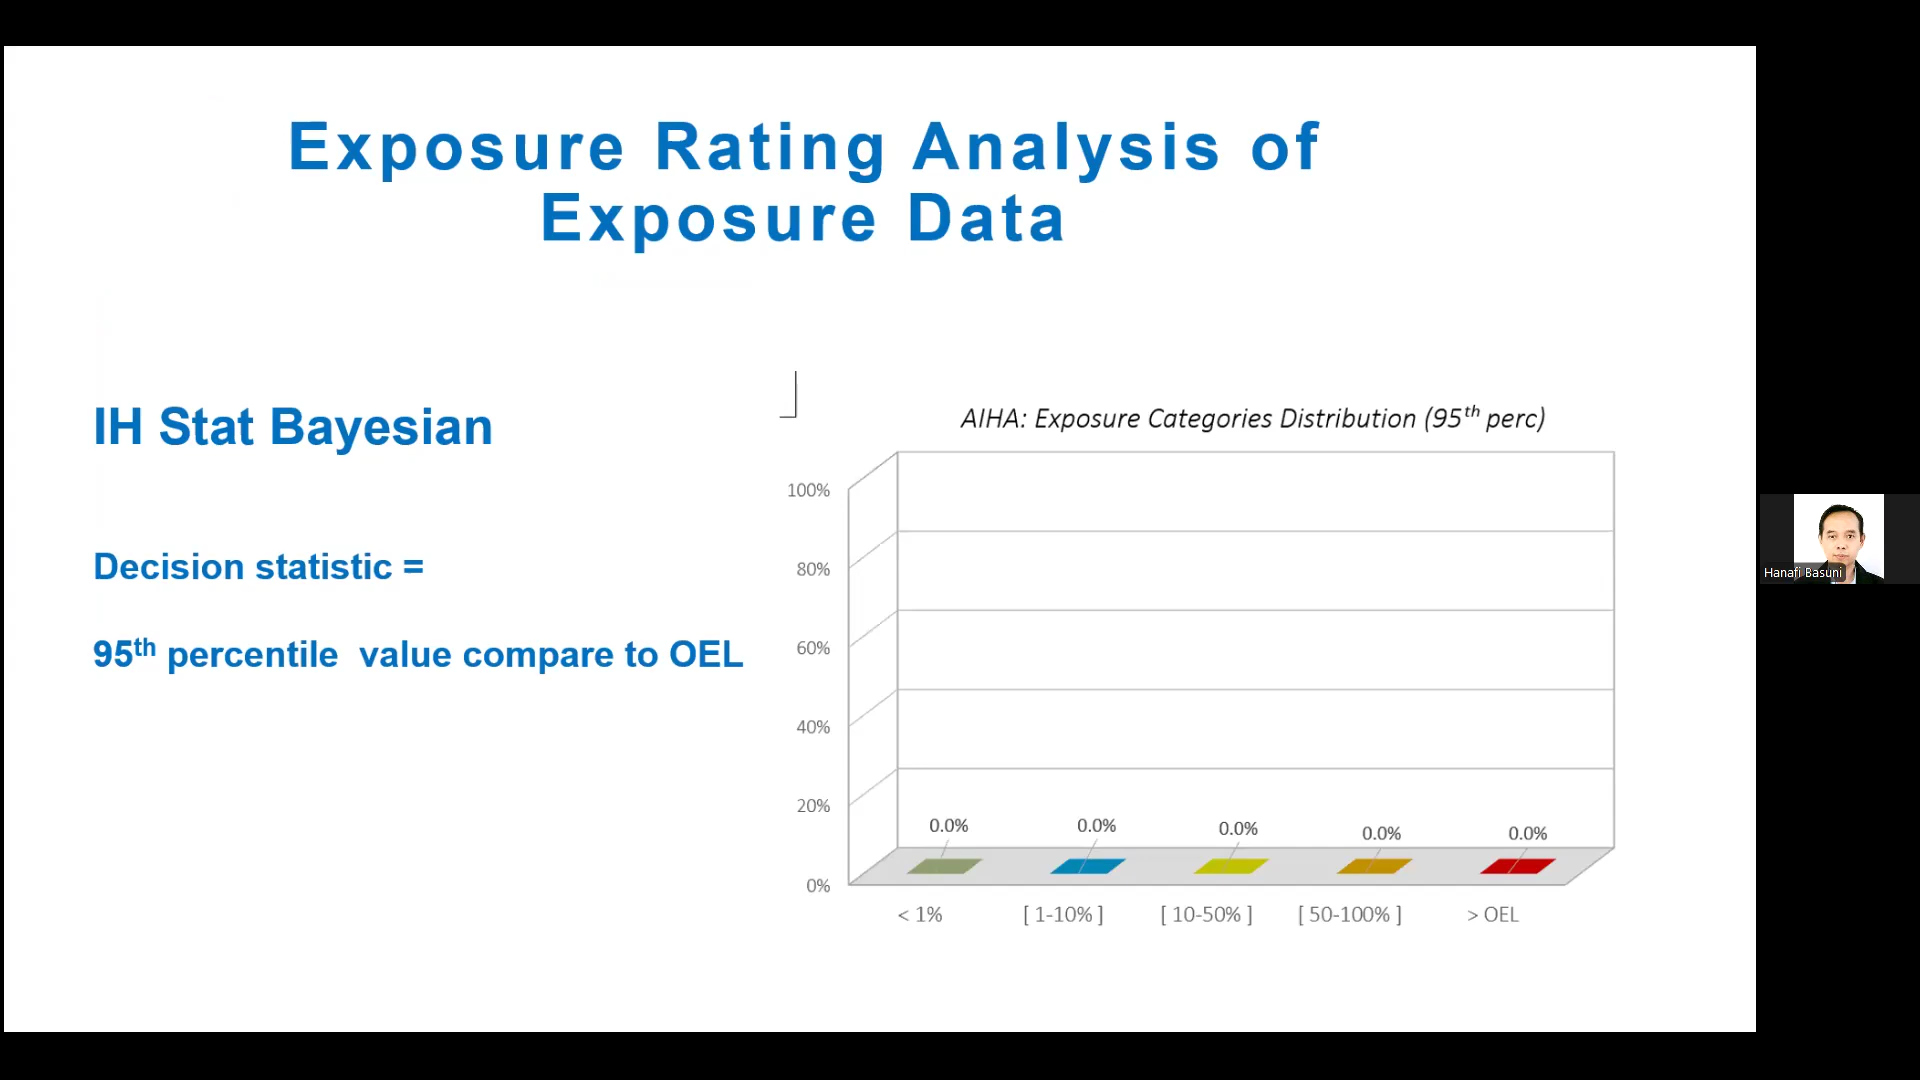 Exposure Rating Analysis of
Exposure Data
IH Stat Bayesian
Decision statistic =
95th percentile value compare to OEL
AIHA: Exposure Categories Distribution (95th perc)
100%
80%
60%
40%
20%
0%
0.0% 0.0% 0.0% 0.0% 0.0%
< 1% [ 1-10% ] [ 10-50% ] [ 50-100% ] > OEL
Hanafi Basuni